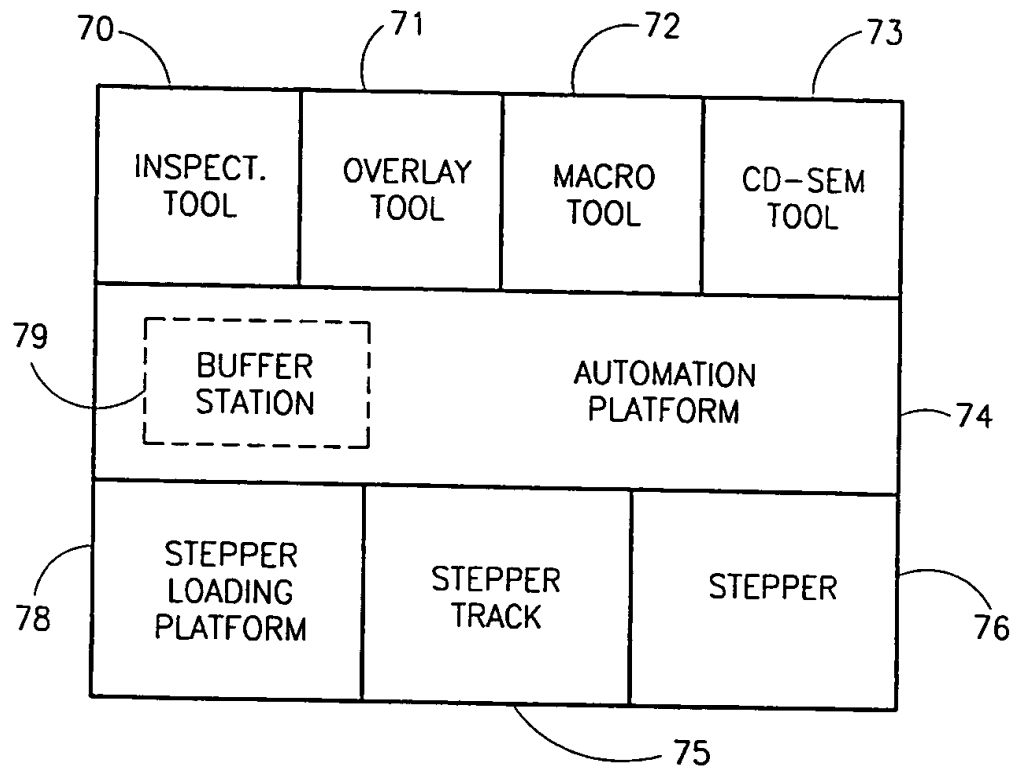 70
71
72
73
INSPECT.
TOOL
OVERLAY
TOOL
MACRO
TOOL
CD-SEM
TOOL
79
BUFFER
STATION
AUTOMATION
PLATFORM
74
STEPPER
LOADING
PLATFORM
STEPPER
TRACK
STEPPER
78
76
75